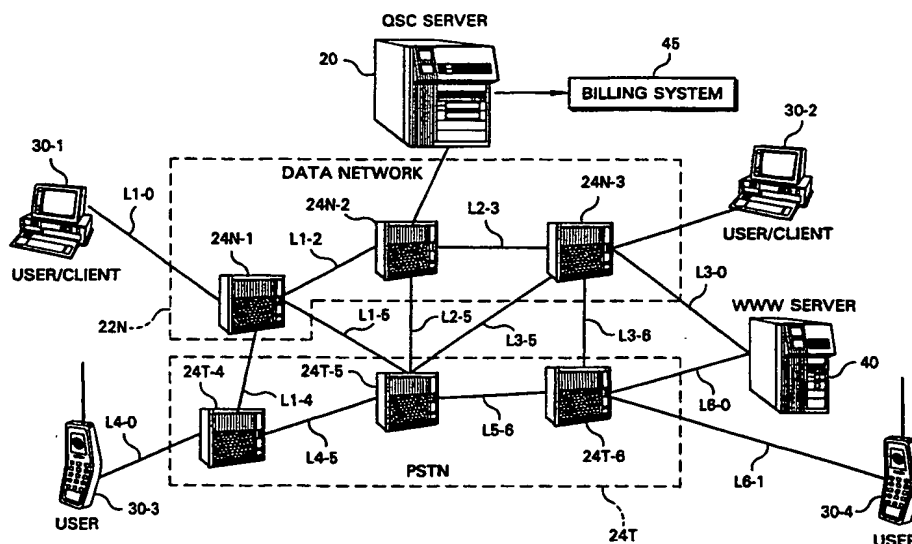 QSC SERVER
20
45
BILLING SYSTEM
30-1
30-2
L1-0
DATA NETWORK
24N-3
24N-2
L2-3
24N-1
L1-2
USER/CLIENT
USER/CLIENT
L3-0
WWW SERVER
22N
L1-5
L2-5
L3-5
L3-6
24T-4
24T-5
40
L4-0
L1-4
L6-0
L5-6
L4-5
24T-6
PSTN
L6-1
30-3
30-4
USER
24T
USER